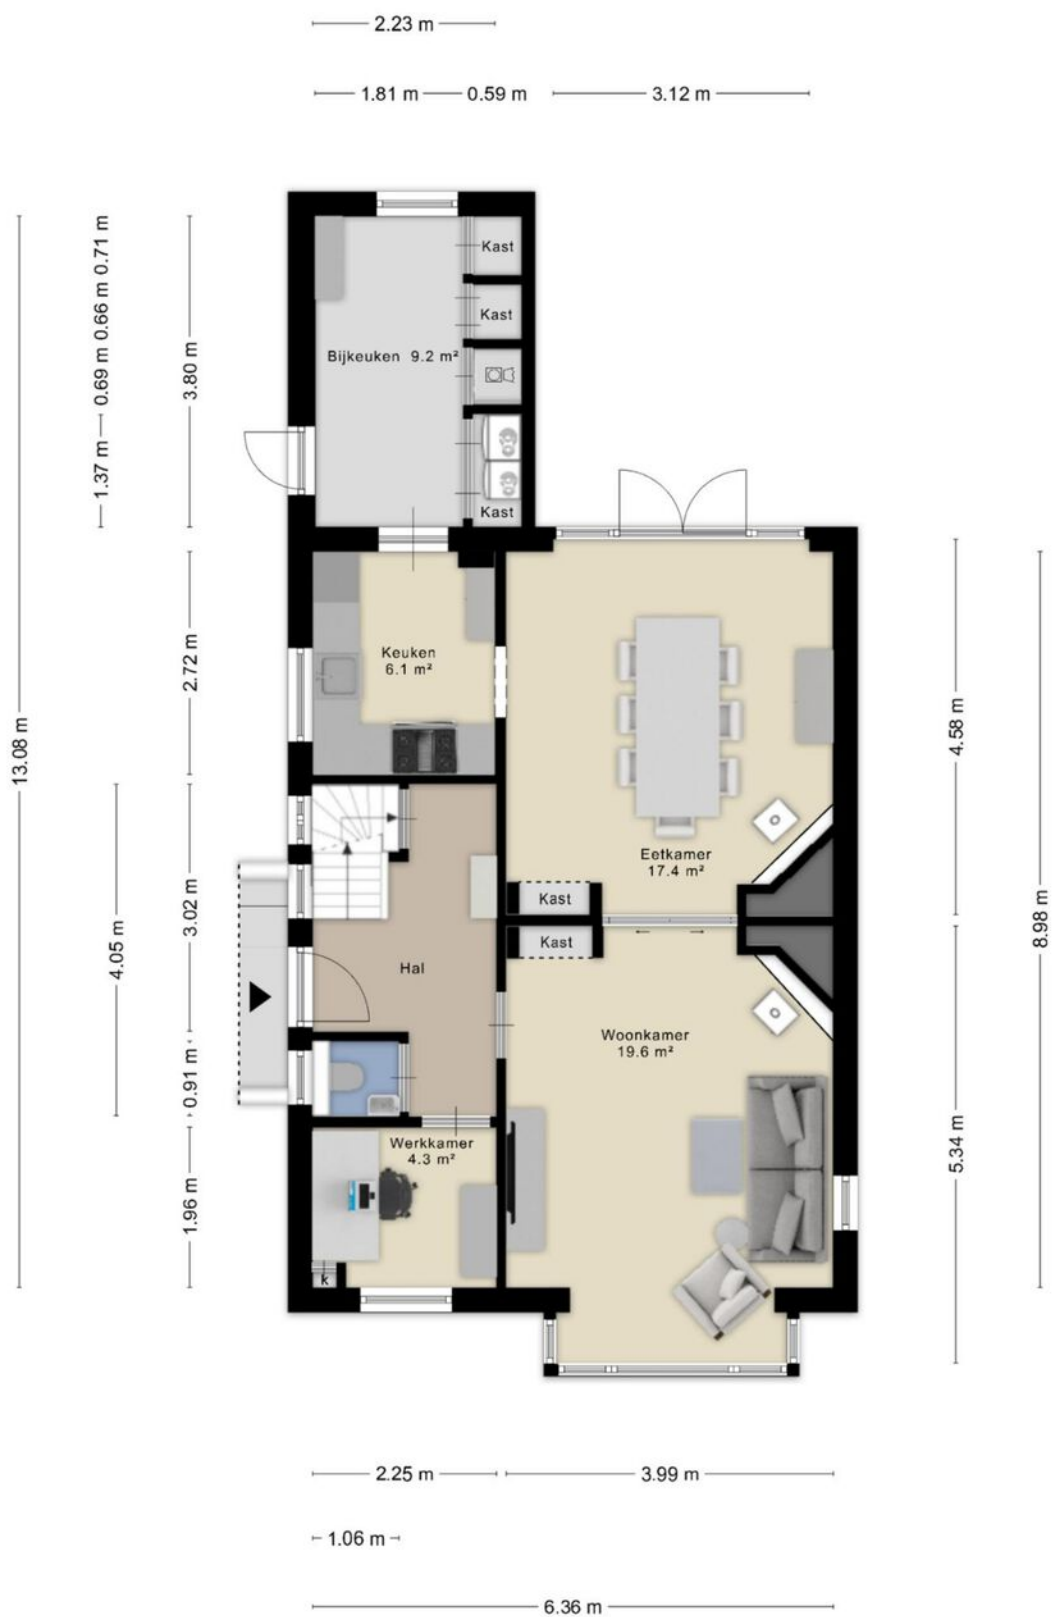 2.23 m
1.81 m
0.59 m
3.12 m
Kast
Kast
Bijkeuken 9.2 m²
Kast
Keuken
6.1 m²
Eetkamer
17.4 m²
Kast
Kast
Hal
Woonkamer
19.6 m²
Werkkamer
4.3 m²
k
13.08 m
1.37 m
0.69 m
0.66 m
0.71 m
4.05 m
3.80 m
2.72 m
3.02 m
0.91 m
1.96 m
4.58 m
5.34 m
8.98 m
2.25 m
3.99 m
1.06 m
6.36 m